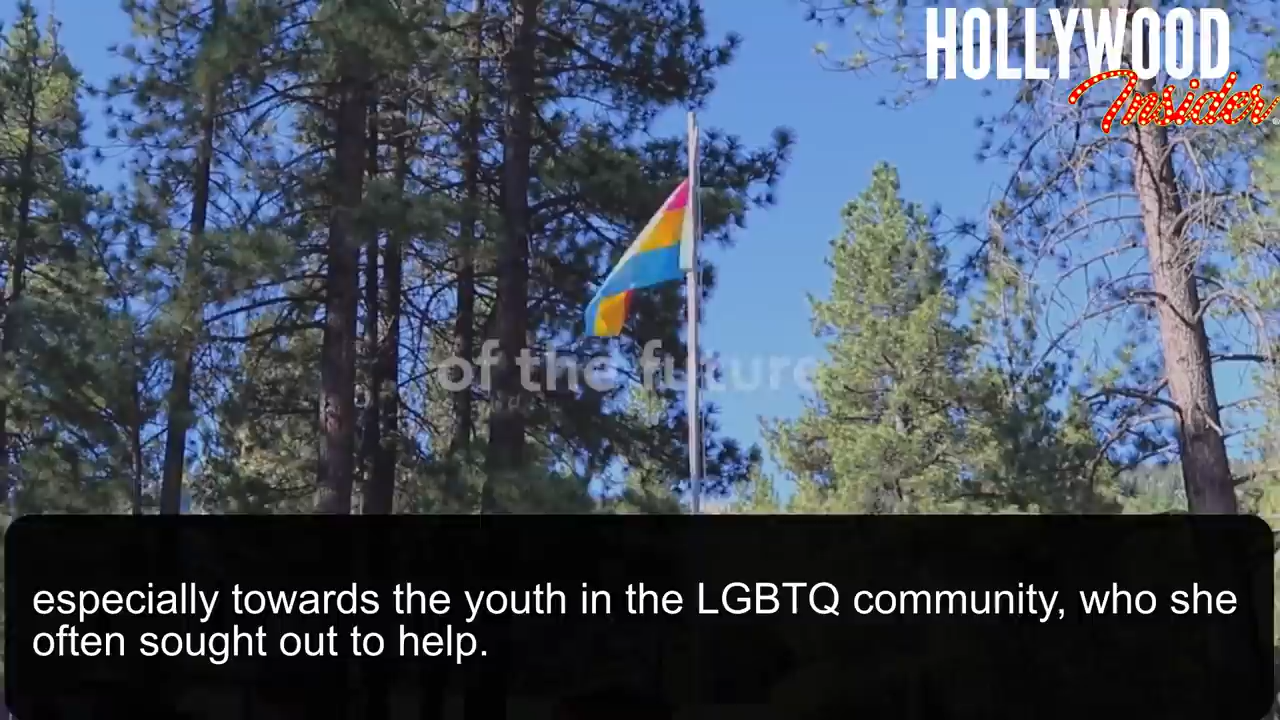 HOLLYWOOD
Insider
of the future
especially towards the youth in the LGBTQ community, who she
often sought out to help.